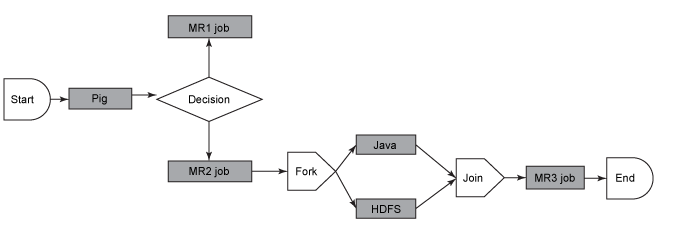 MR1 job
Start
Pig
Decision
MR2 job
Fork
Java
HDFS
Join
MR3 job
End